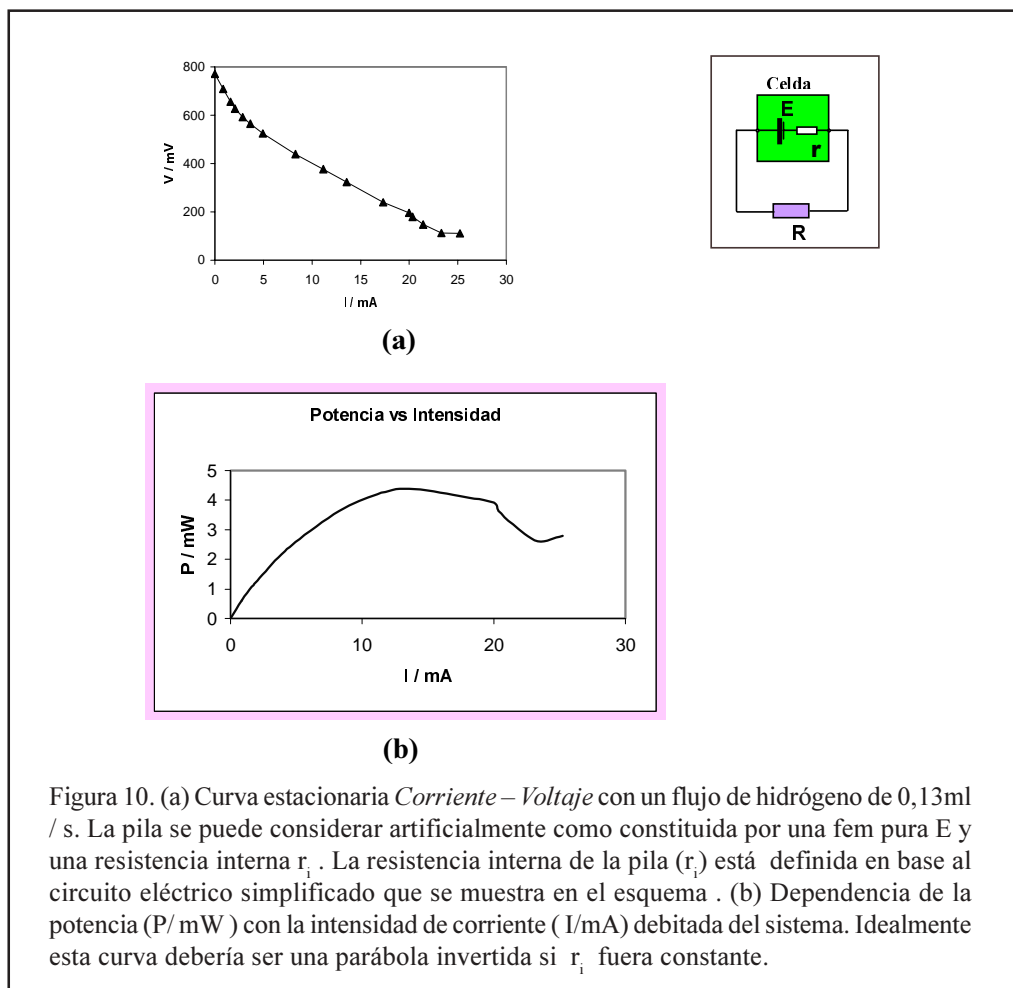 800
600
400
200
0
V / mV
0 5 10 15 20 25 30
I / mA
(a)
Celda
E
r
R
Potencia vs Intensidad
5
4
3
2
1
0
P / mW
0 10 20 30
I / mA
(b)
Figura 10. (a) Curva estacionaria Corriente – Voltaje con un flujo de hidrógeno de 0,13ml
/ s. La pila se puede considerar artificialmente como constituida por una fem pura E y
una resistencia interna ri . La resistencia interna de la pila (ri) está definida en base al
circuito eléctrico simplificado que se muestra en el esquema . (b) Dependencia de la
potencia (P/ mW ) con la intensidad de corriente ( I/mA) debitada del sistema. Idealmente
esta curva debería ser una parábola invertida si ri fuera constante.